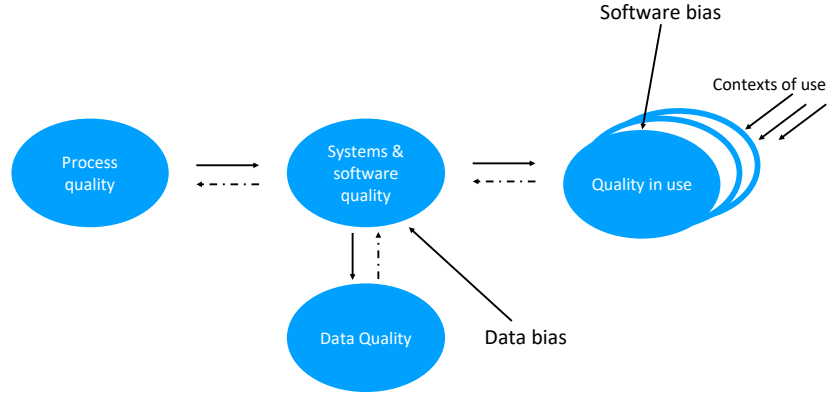 Software bias
Contexts of use
Process
quality
Systems &
software
quality
Quality in use
Data Quality
Data bias